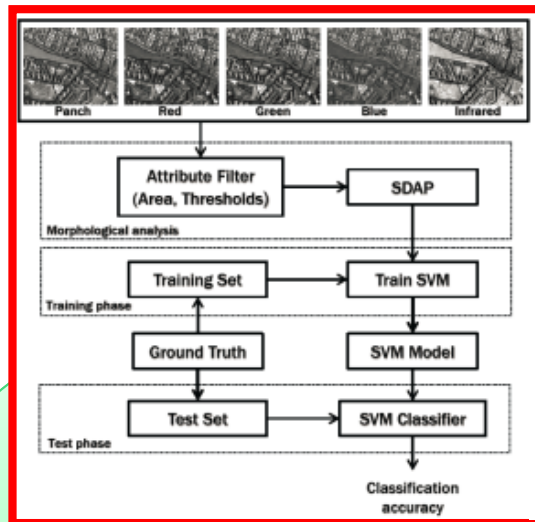 Panch Red Green Blue Infrared
Attribute Filter
(Area, Thresholds)
SDAP
Morphological analysis
Training Set
Train SVM
Training phase
Ground Truth
SVM Model
Test Set
SVM Classifier
Test phase
Classification
accuracy